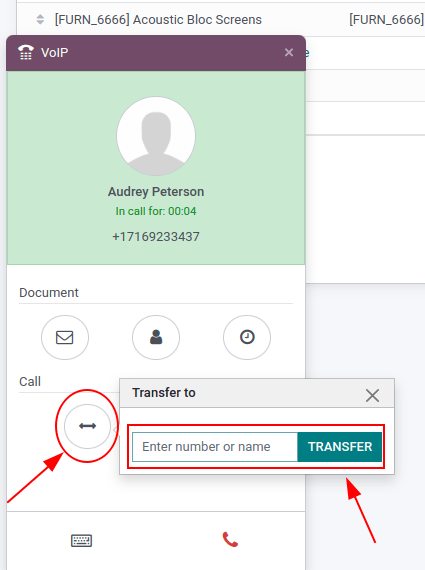 [FURN_6666] Acoustic Bloc Screens [FURN_6666]
VoIP
Audrey Peterson
In call for: 00:04
+17169233437
Document
Call
Transfer to
Enter number or name TRANSFER